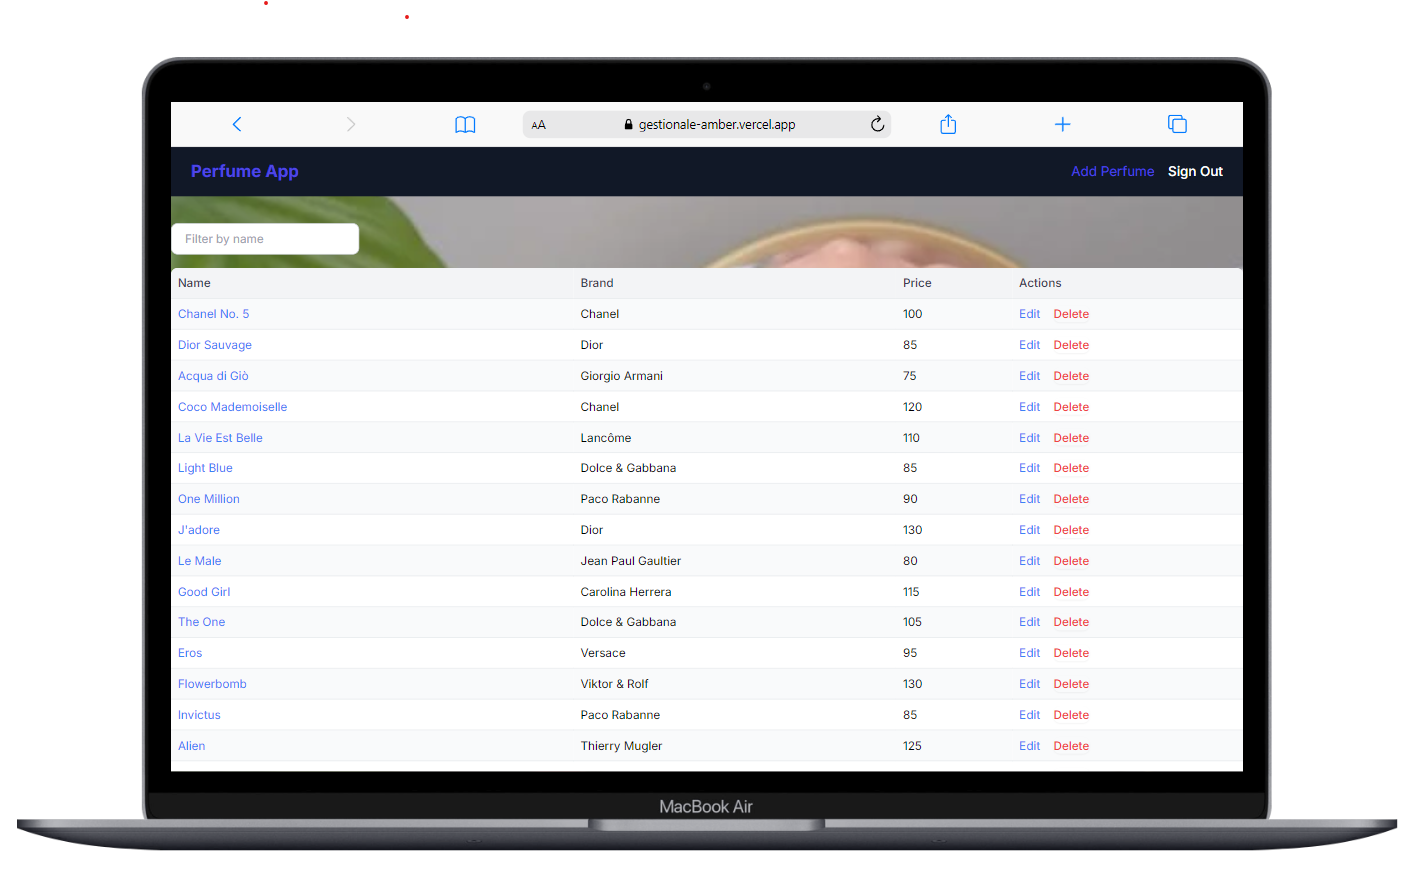 AA gestionale-amber.vercel.app
Perfume App Add Perfume Sign Out
Filter by name
Name Brand Price Actions
Chanel No. 5 Chanel 100 Edit Delete
Dior Sauvage Dior 85 Edit Delete
Acqua di Giò Giorgio Armani 75 Edit Delete
Coco Mademoiselle Chanel 120 Edit Delete
La Vie Est Belle Lancôme 110 Edit Delete
Light Blue Dolce & Gabbana 85 Edit Delete
One Million Paco Rabanne 90 Edit Delete
J'adore Dior 130 Edit Delete
Le Male Jean Paul Gaultier 80 Edit Delete
Good Girl Carolina Herrera 115 Edit Delete
The One Dolce & Gabbana 105 Edit Delete
Eros Versace 95 Edit Delete
Flowerbomb Viktor & Rolf 130 Edit Delete
Invictus Paco Rabanne 85 Edit Delete
Alien Thierry Mugler 125 Edit Delete
MacBook Air